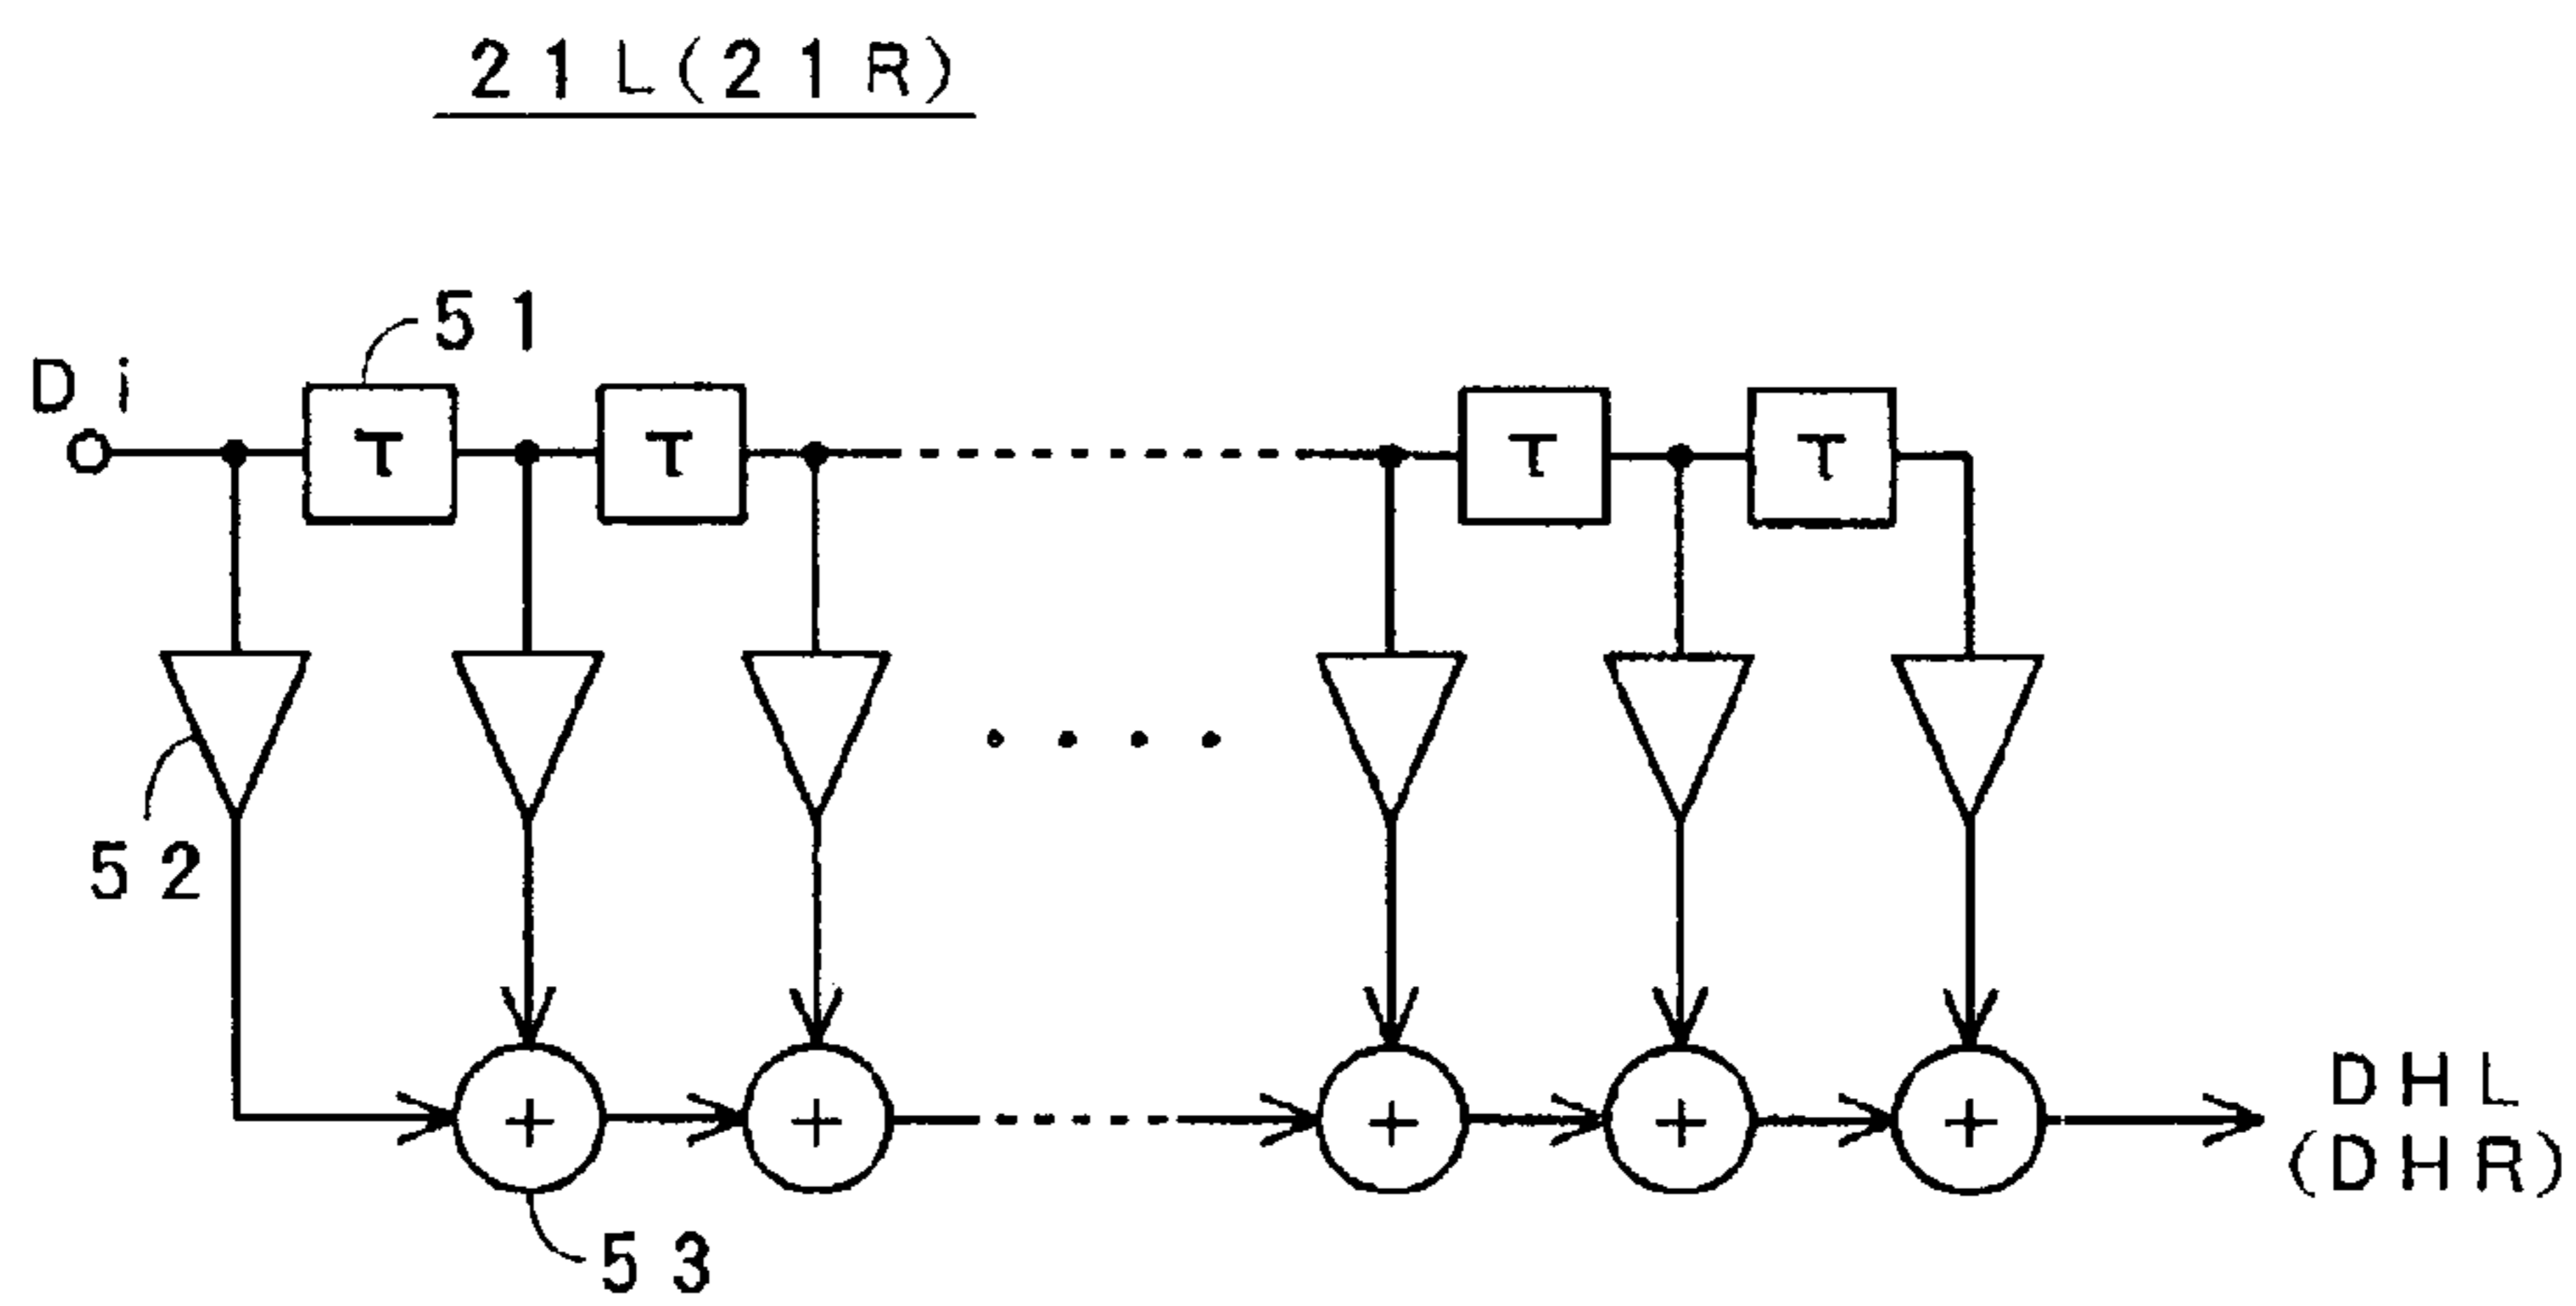 21L(21R)
51
Di
τ τ τ τ
52
+ + + + +
DHL
(DHR)
53